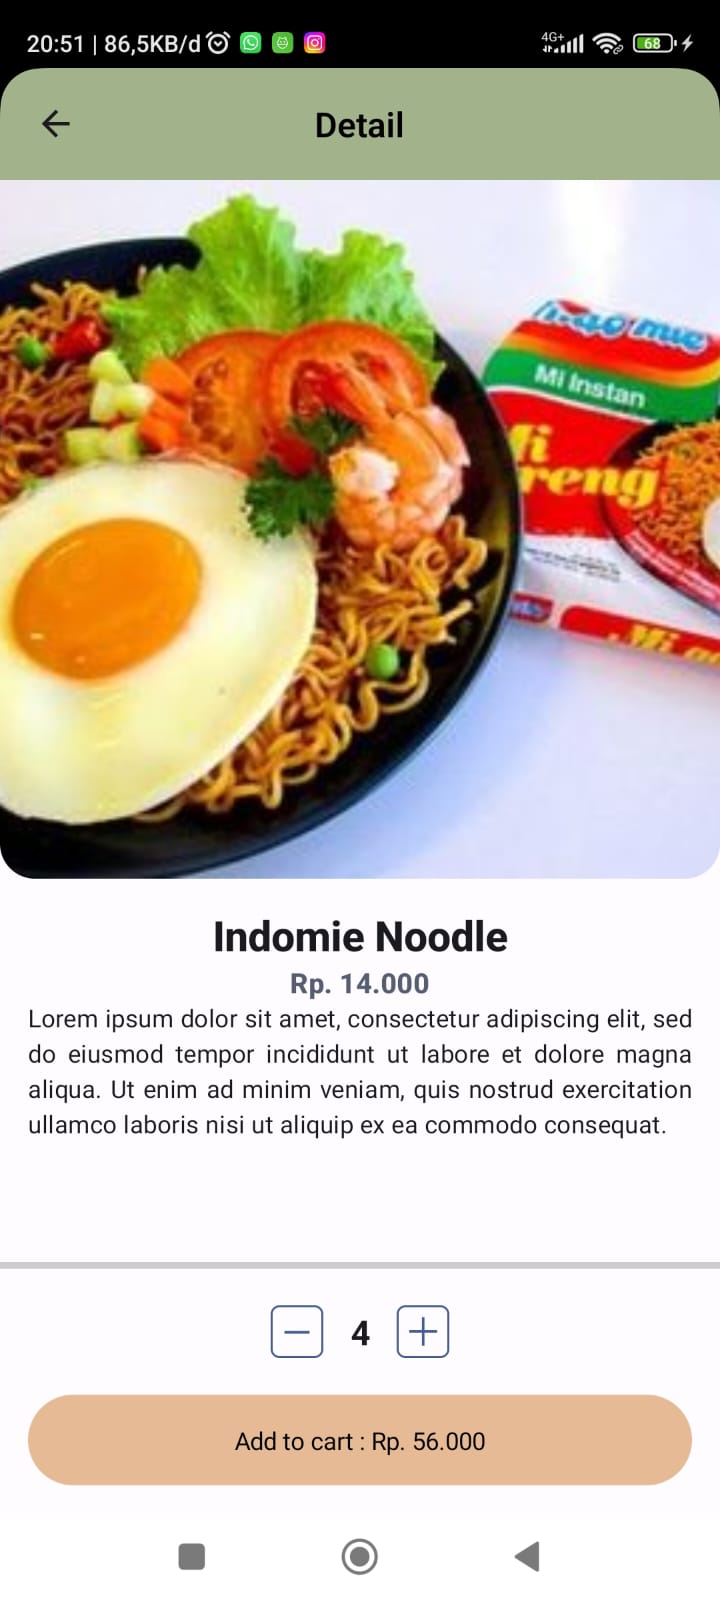 20:51 | 86,5KB/d
4G+
68
Detail
Mi Instan
Indomie Noodle
Rp. 14.000
Lorem ipsum dolor sit amet, consectetur adipiscing elit, sed
do eiusmod tempor incididunt ut labore et dolore magna
aliqua. Ut enim ad minim veniam, quis nostrud exercitation
ullamco laboris nisi ut aliquip ex ea commodo consequat.
4
Add to cart : Rp. 56.000